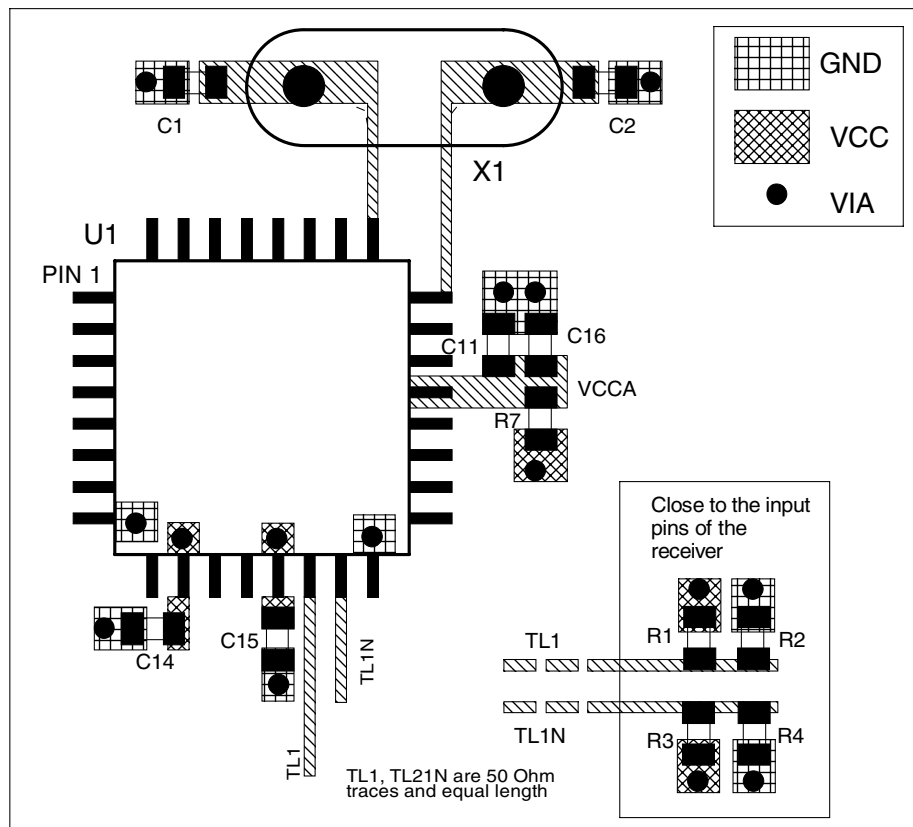 C1
C2
X1
GND
VCC
VIA
U1
PIN 1
C11
C16
VCCA
R7
C14
C15
TL1
TL1N
Close to the input
pins of the
receiver
TL1
TL1N
R1
R2
R3
R4
TL1, TL21N are 50 Ohm
traces and equal length